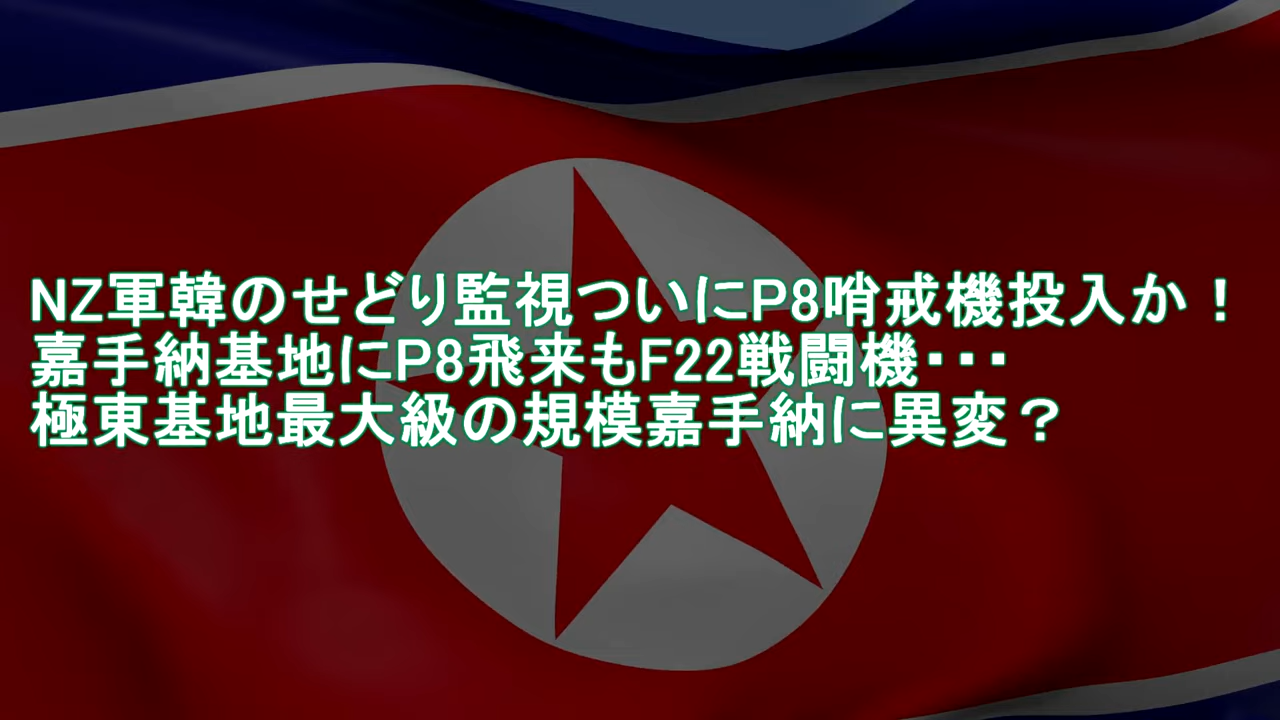 NZ軍韓のせどり監視ついにP8哨戒機投入か！
嘉手納基地にP8飛来もF22戦闘機・・・
極東基地最大級の規模嘉手納に異変？